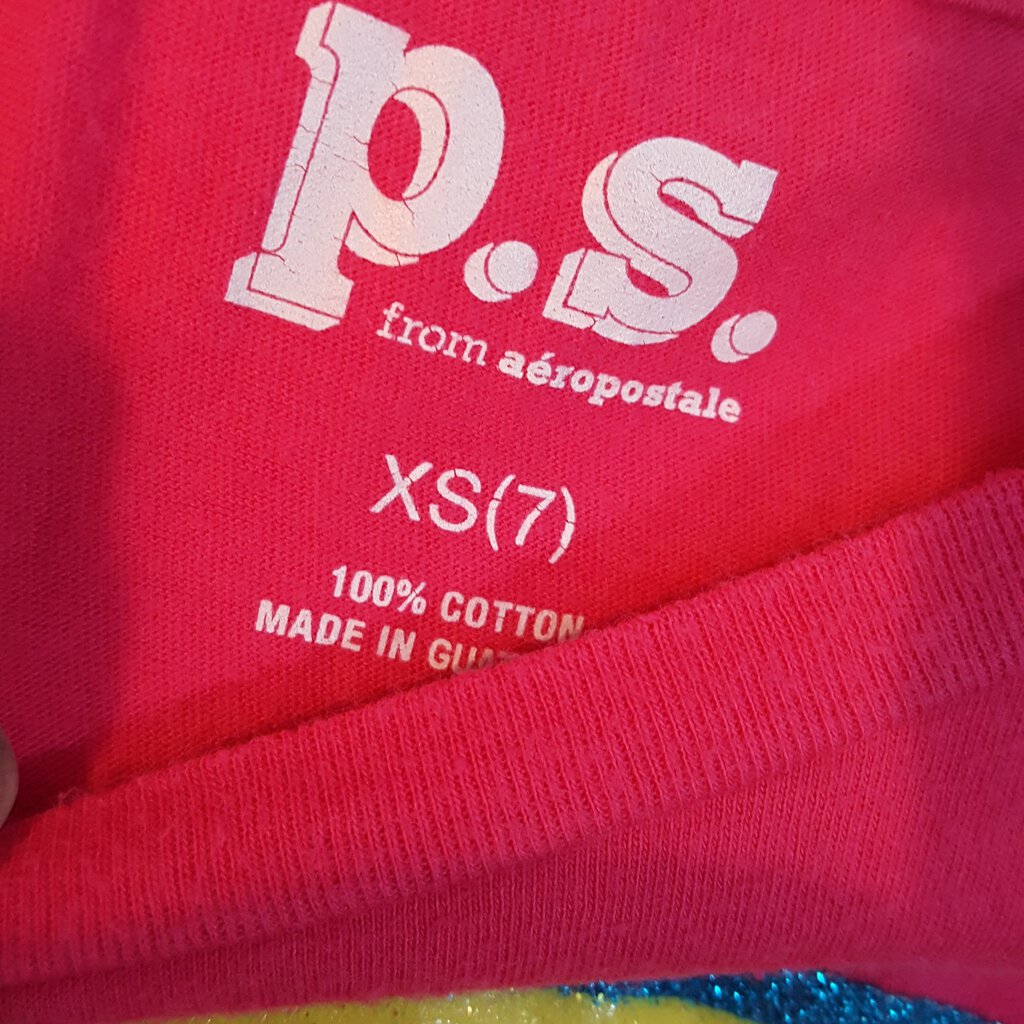 p.s.
from aéropostale
XS(7)
100% COTTON
MADE IN